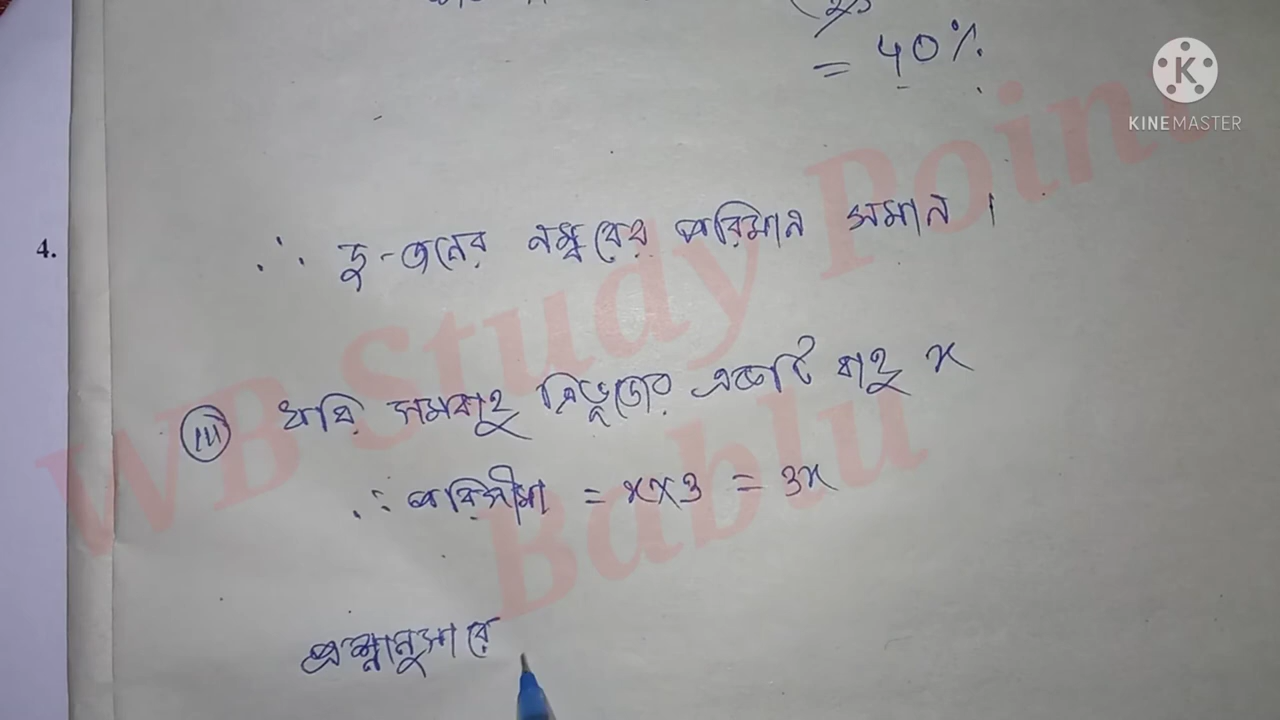 = 40%
KINEMASTER
4.
∴ দু-জনের নম্বরের পরিমান সমান ।
(iii) ধরি সমবাহু ত্রিভুজের একটি বাহু x
∴ পরিসীমা = x×3 = 3x
প্রশ্নানুসারে
WB Study Point
Bablu